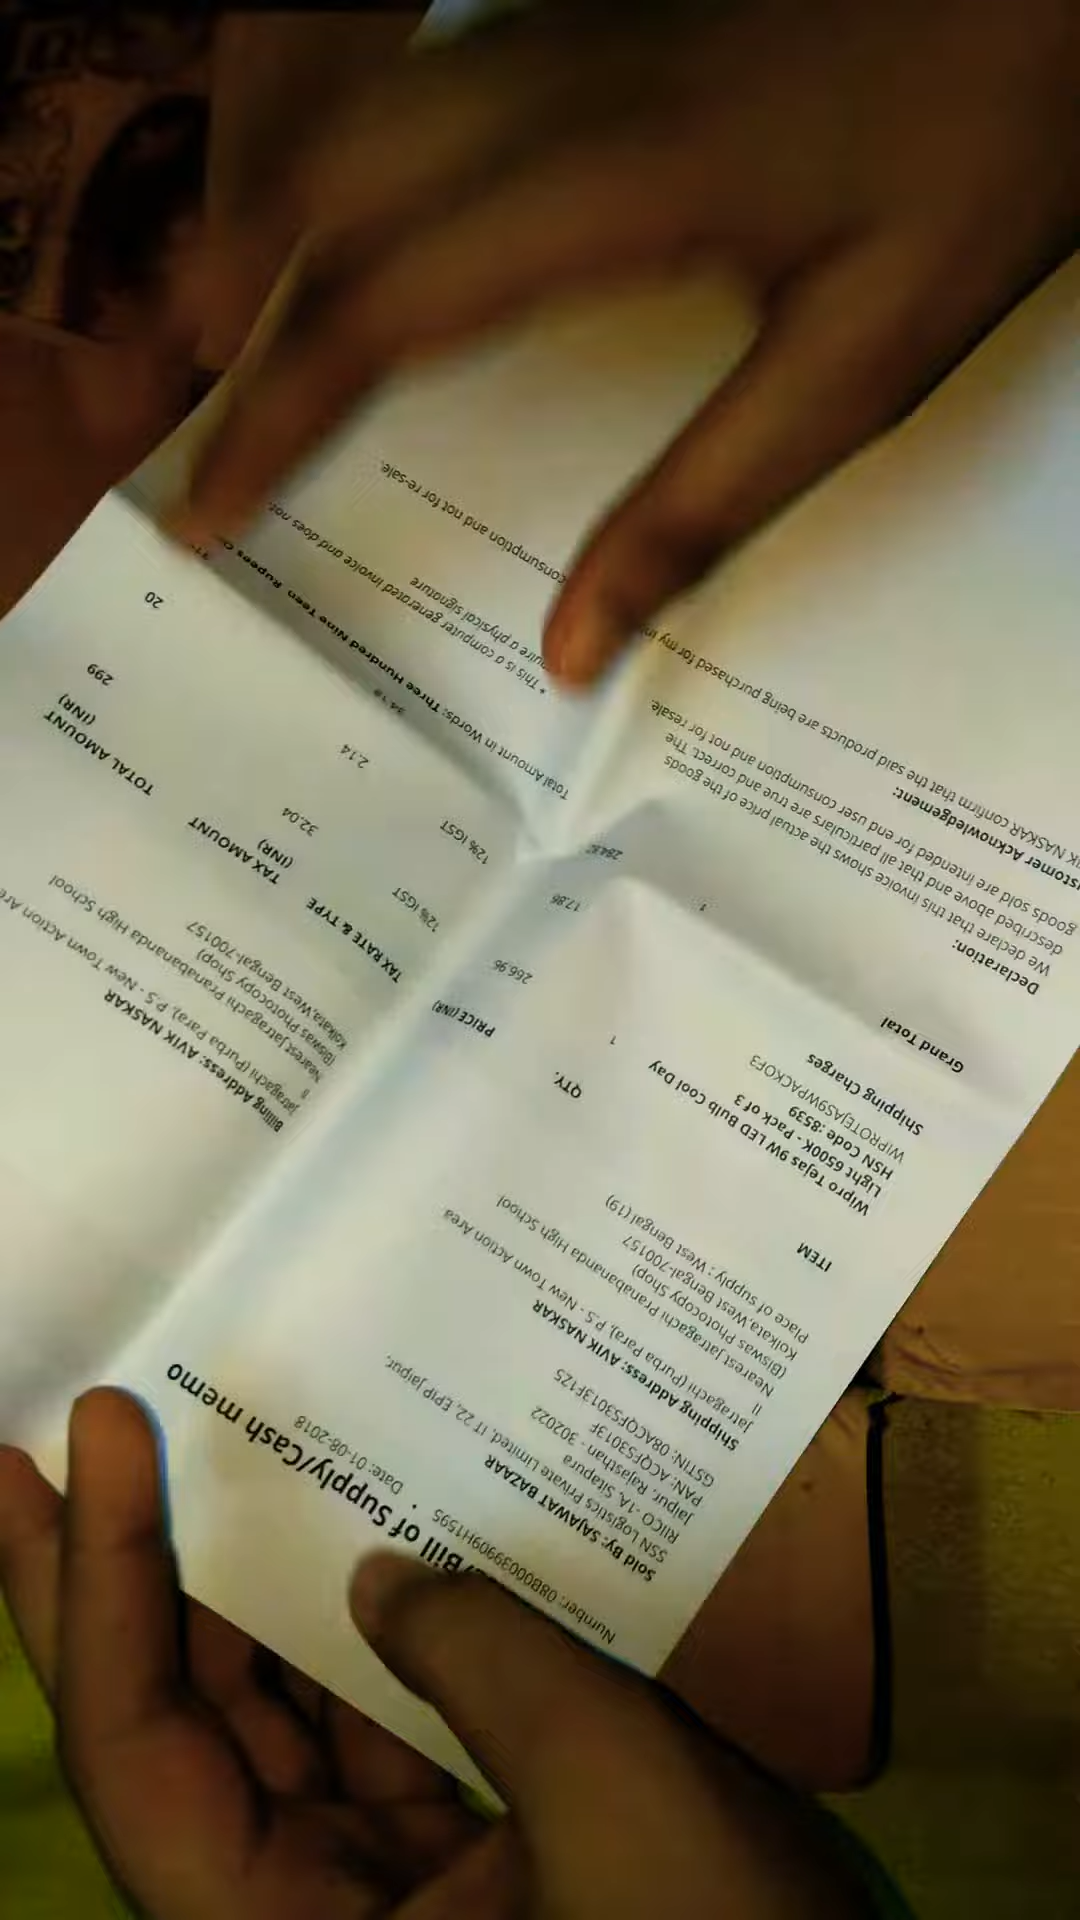 /Bill of Supply/Cash memo
Number: 08B00039909H1595
Date: 01-08-2018
Sold By: SAJAWAT BAZAAR
SSN Logistics Private Limited, IT 22, EPIP Jaipur,
RIICO -1A, Sitapura
Jaipur, Rajasthan - 302022
PAN: ACQFS3013F
GSTIN: 08ACQFS3013F1Z5
Shipping Address: AVIK NASKAR
Jatragachi (Purba Para), P.S - New Town Action Area
II
Nearest Jatragachi Pranabananda High School
(Biswas Photocopy Shop)
Kolkata,West Bengal-700157
Place of supply : West Bengal (19)
Billing Address: AVIK NASKAR
Jatragachi (Purba Para), P.S - New Town Action Are
II
Nearest Jatragachi Pranabananda High School
(Biswas Photocopy Shop)
Kolkata,West Bengal-700157
ITEM QTY. PRICE(INR) TAX RATE & TYPE TAX AMOUNT (INR) TOTAL AMOUNT (INR)
Wipro Tejas 9W LED Bulb Cool Day 1 266.96 12% IGST 32.04 299
Light 6500K - Pack of 3
HSN Code :8539
WIPROTEJAS9WPACKOF3
Shipping Charges 17.86 12% IGST 2.14 20
Grand Total 1
Total Amount in Words: Three Hundred Nine Teen Rupees
Declaration:
We declare that this invoice shows the actual price of the goods
described above and that all particulars are true and correct. The
goods sold are intended for end user consumption and not for resale.
* This is a computer generated invoice and does not
quire a physical signature
stomer Acknowledgement:
NASKAR confirm that the said products are being purchased for my
consumption and not for re-sale.